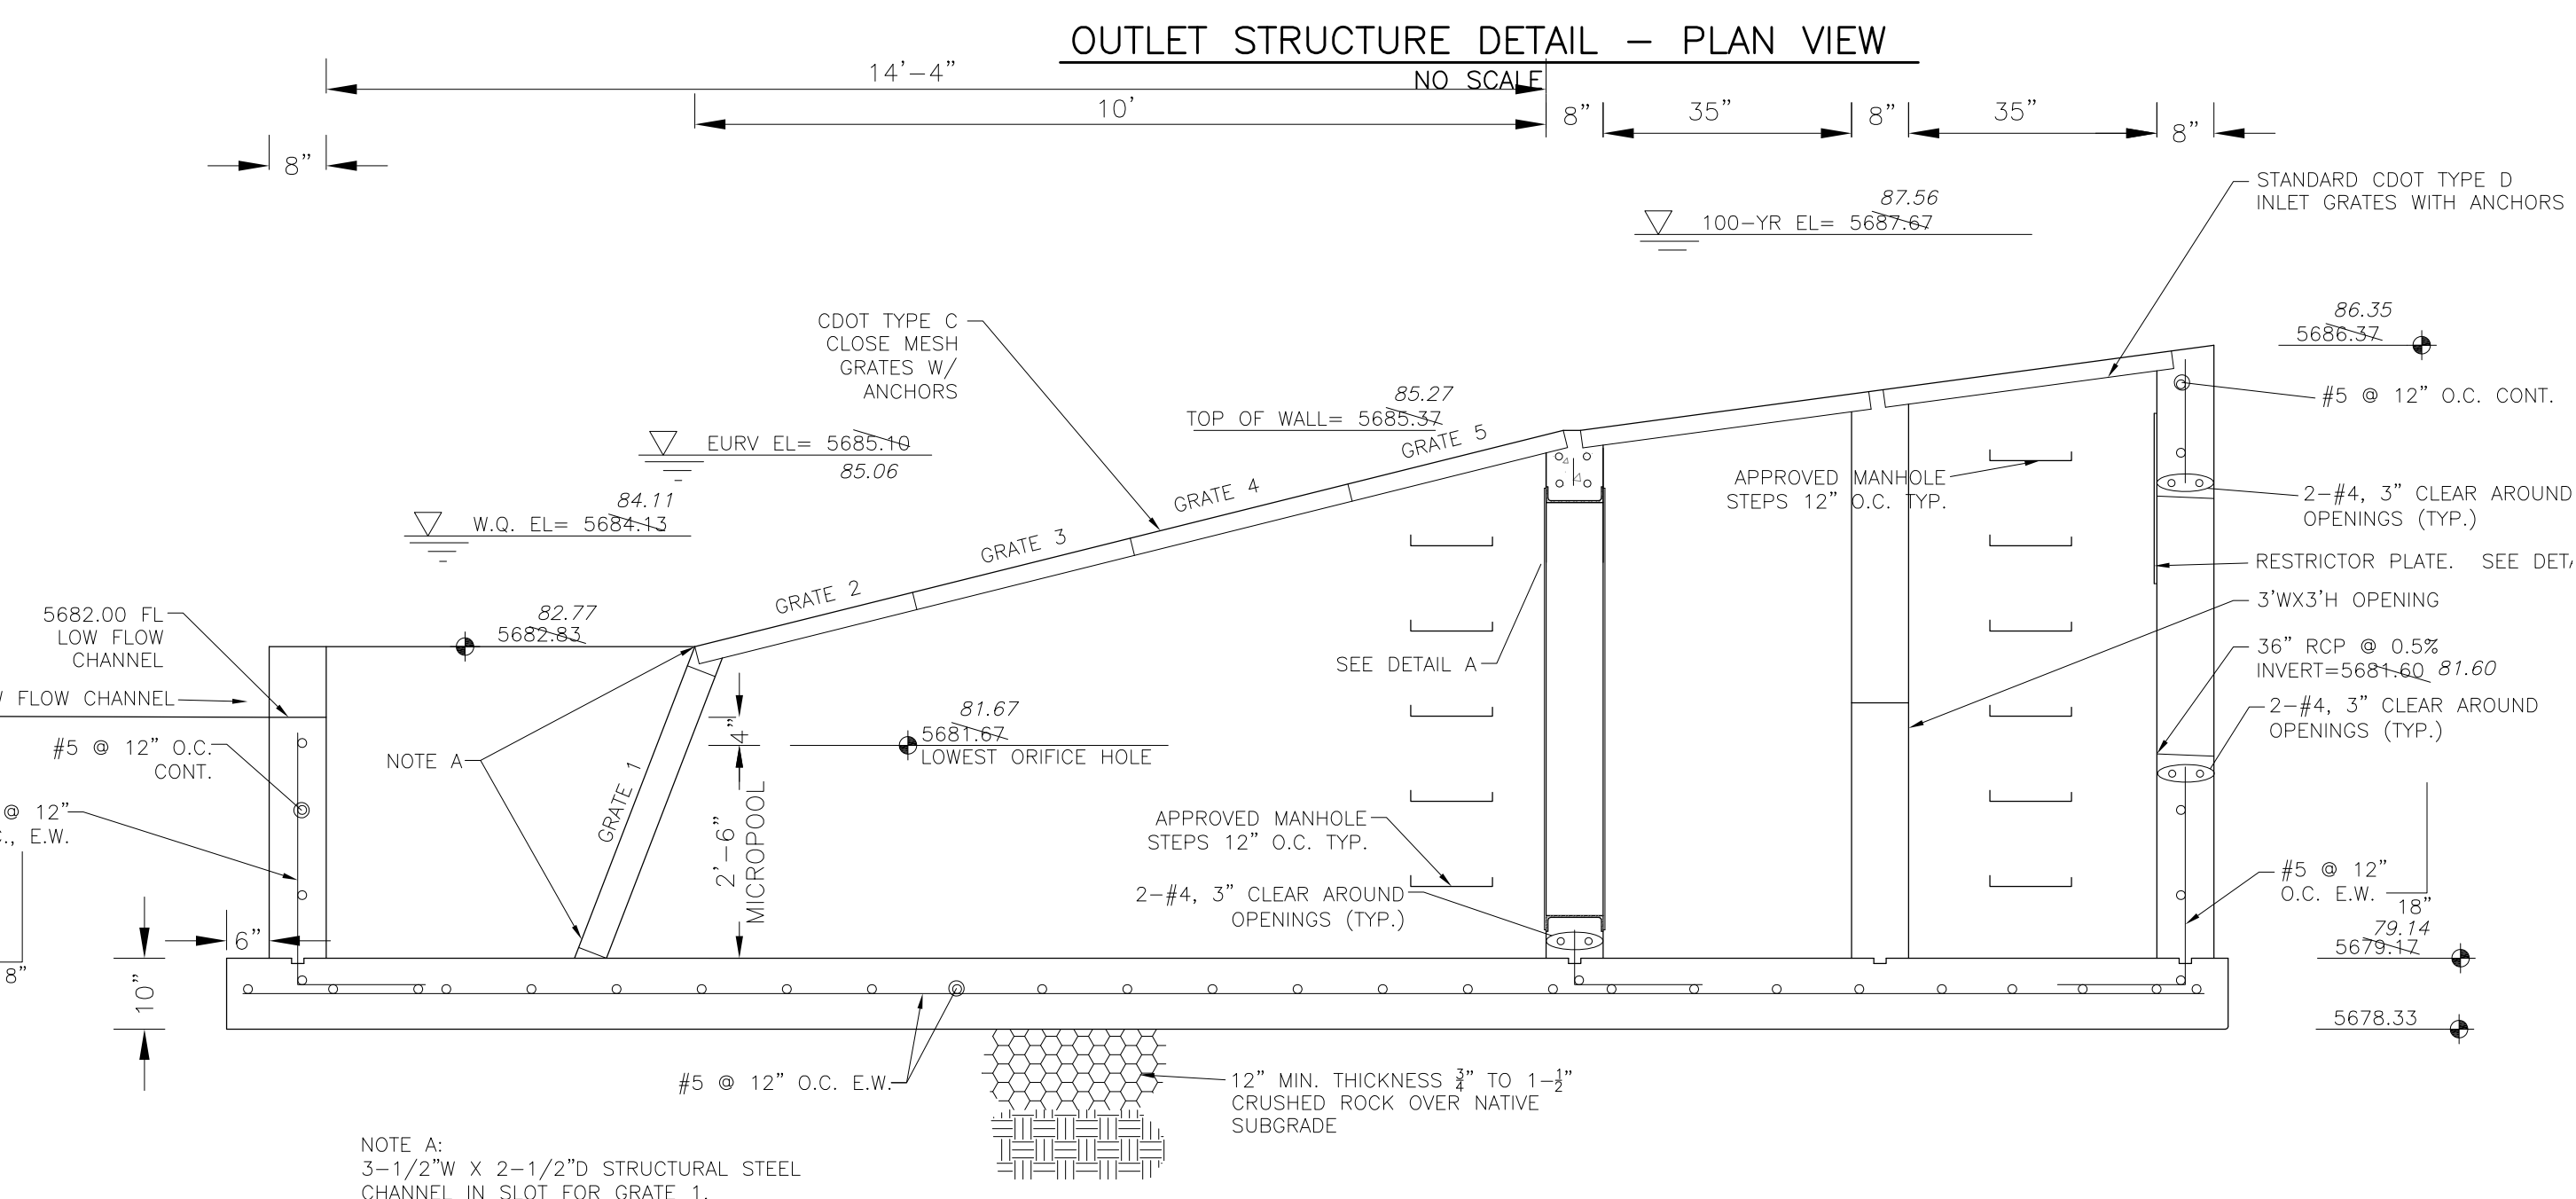 OUTLET STRUCTURE DETAIL – PLAN VIEW
NO SCALE
14'–4"
10'
8"
35"
8"
35"
8"
8"
STANDARD CDOT TYPE D
INLET GRATES WITH ANCHORS
87.56
100–YR EL= 5687.67
86.35
5686.37
CDOT TYPE C
CLOSE MESH
GRATES W/
ANCHORS
#5 @ 12" O.C. CONT.
85.27
TOP OF WALL= 5685.37
EURV EL= 5685.10
85.06
GRATE 5
APPROVED MANHOLE
STEPS 12" O.C. TYP.
2–#4, 3" CLEAR AROUND
OPENINGS (TYP.)
84.11
W.Q. EL= 5684.13
GRATE 4
GRATE 3
GRATE 2
RESTRICTOR PLATE. SEE
3'WX3'H OPENING
5682.00 FL
LOW FLOW
CHANNEL
82.77
5682.83
SEE DETAIL A
36" RCP @ 0.5%
INVERT=5681.60 81.60
FLOW CHANNEL
2–#4, 3" CLEAR AROUND
OPENINGS (TYP.)
81.67
5681.67
LOWEST ORIFICE HOLE
4"
#5 @ 12" O.C.
CONT.
NOTE A
GRATE 1
2'–6"
MICROPOOL
@ 12"
E.W.
APPROVED MANHOLE
STEPS 12" O.C. TYP.
2–#4, 3" CLEAR AROUND
OPENINGS (TYP.)
#5 @ 12"
O.C. E.W.
18"
79.14
5679.17
6"
8"
10"
5678.33
#5 @ 12" O.C. E.W.
12" MIN. THICKNESS 3/4" TO 1–1/2"
CRUSHED ROCK OVER NATIVE
SUBGRADE
NOTE A:
3–1/2"W X 2–1/2"D STRUCTURAL STEEL
CHANNEL IN SLOT FOR GRATE 1.